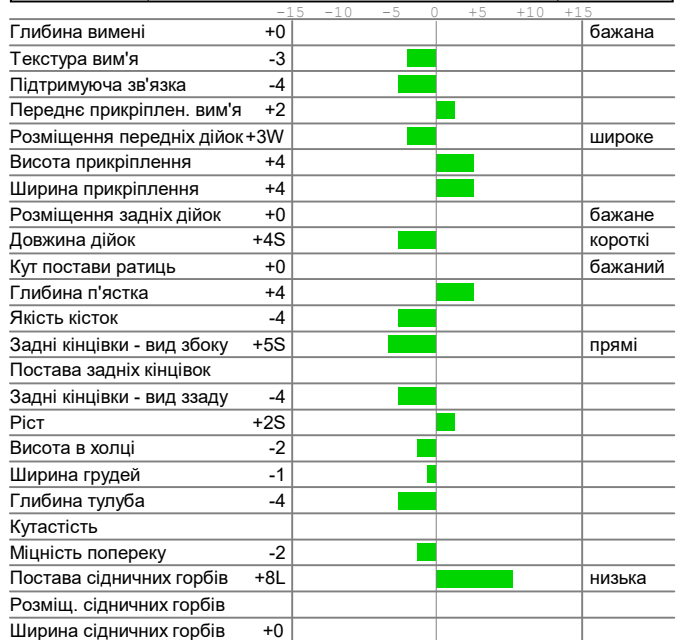 -15 -10 -5 0 +5 +10 +15
Глибина вимені +0 бажана
Текстура вим'я -3
Підтримуюча зв'язка -4
Переднє прикріплен. вим'я +2
Розміщення передніх дійок +3W широке
Висота прикріплення +4
Ширина прикріплення +4
Розміщення задніх дійок +0 бажане
Довжина дійок +4S короткі
Кут постави ратиць +0 бажаний
Глибина п'ястка +4
Якість кісток -4
Задні кінцівки - вид збоку +5S прямі
Постава задніх кінцівок
Задні кінцівки - вид ззаду -4
Ріст +2S
Висота в холці -2
Ширина грудей -1
Глибина тулуба -4
Кутастість
Міцність попереку -2
Постава сідничних горбів +8L низька
Розміщ. сідничних горбів
Ширина сідничних горбів +0